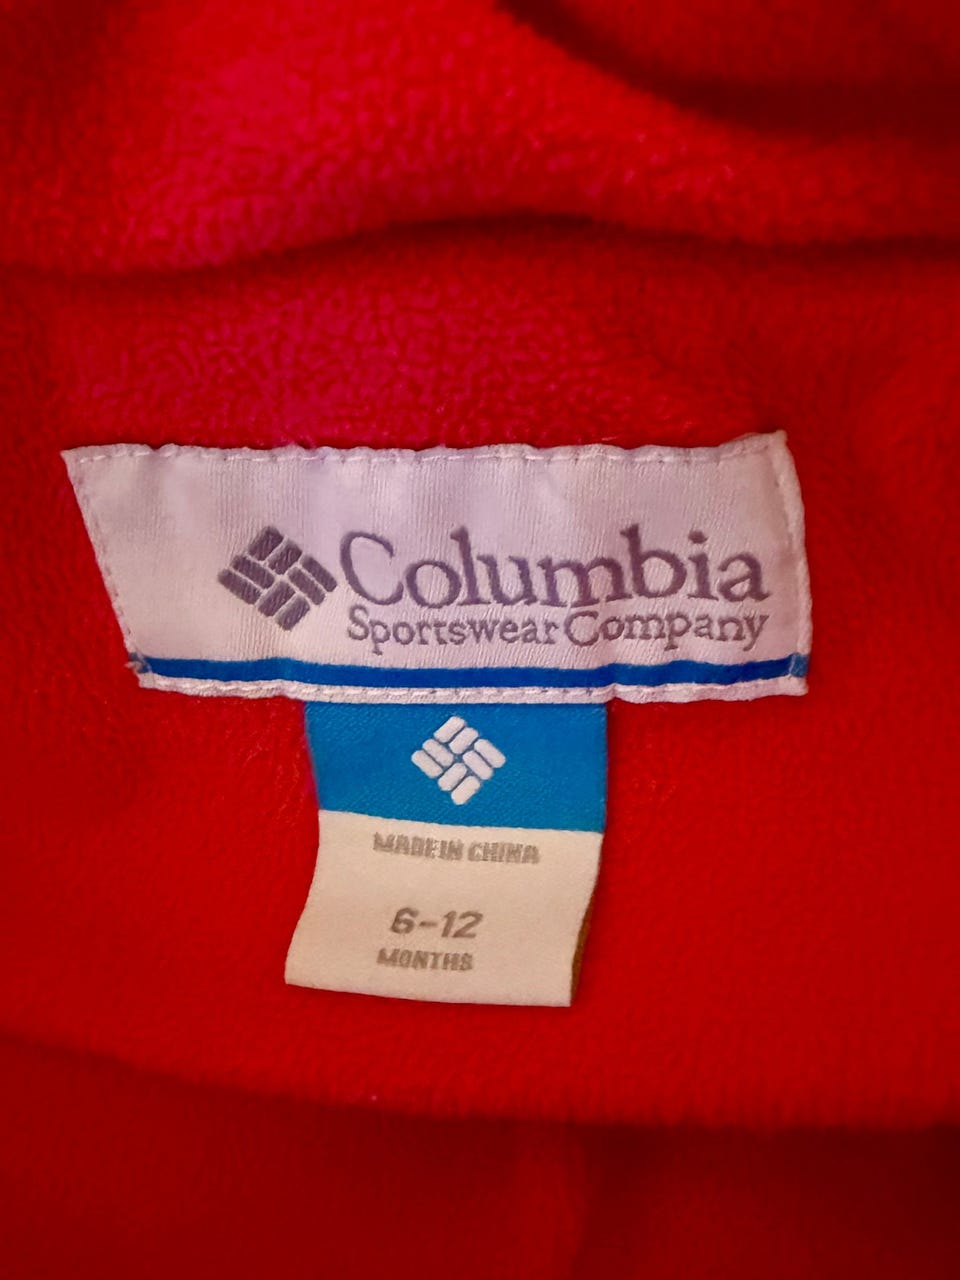 Columbia
Sportswear Company
MADE IN CHINA
6-12
MONTHS